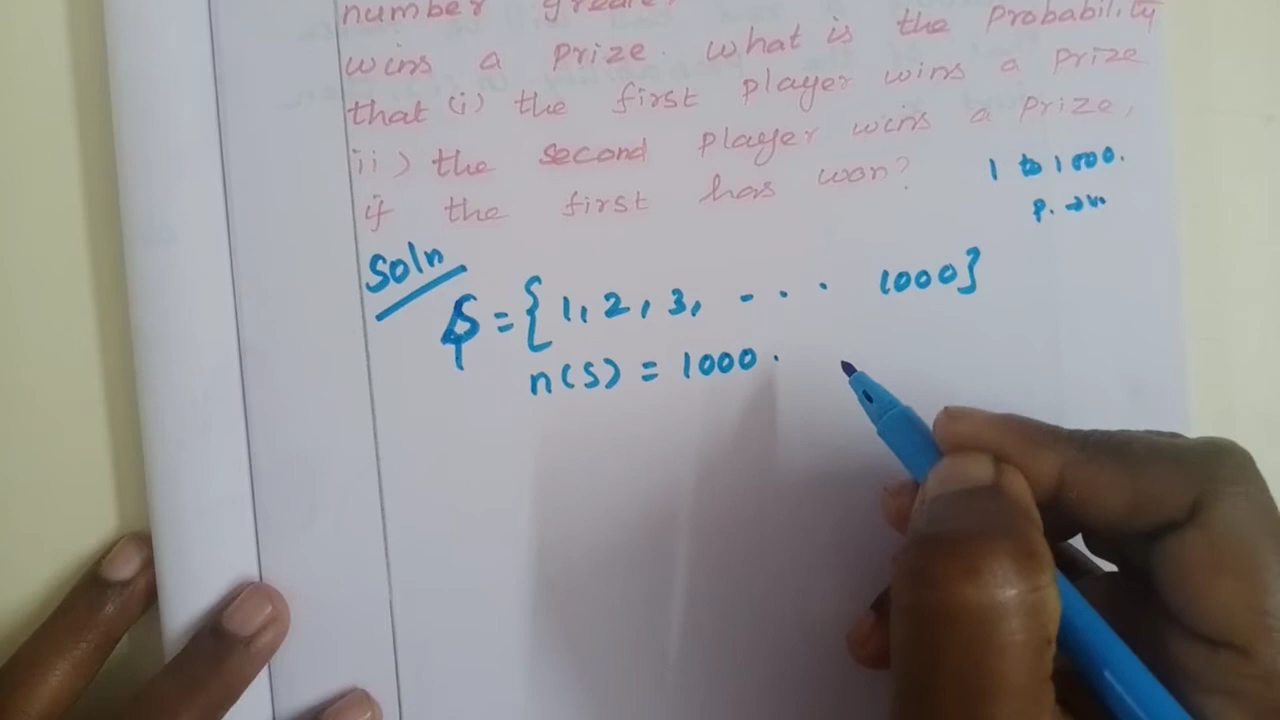 number greater
wins a prize. what is the probability
that (i) the first player wins a prize
ii) the second player wins a prize,
if the first has won?
1 to 1000.
p. → w.
Soln
S = { 1, 2, 3, - . . . 1000}
n(S) = 1000.